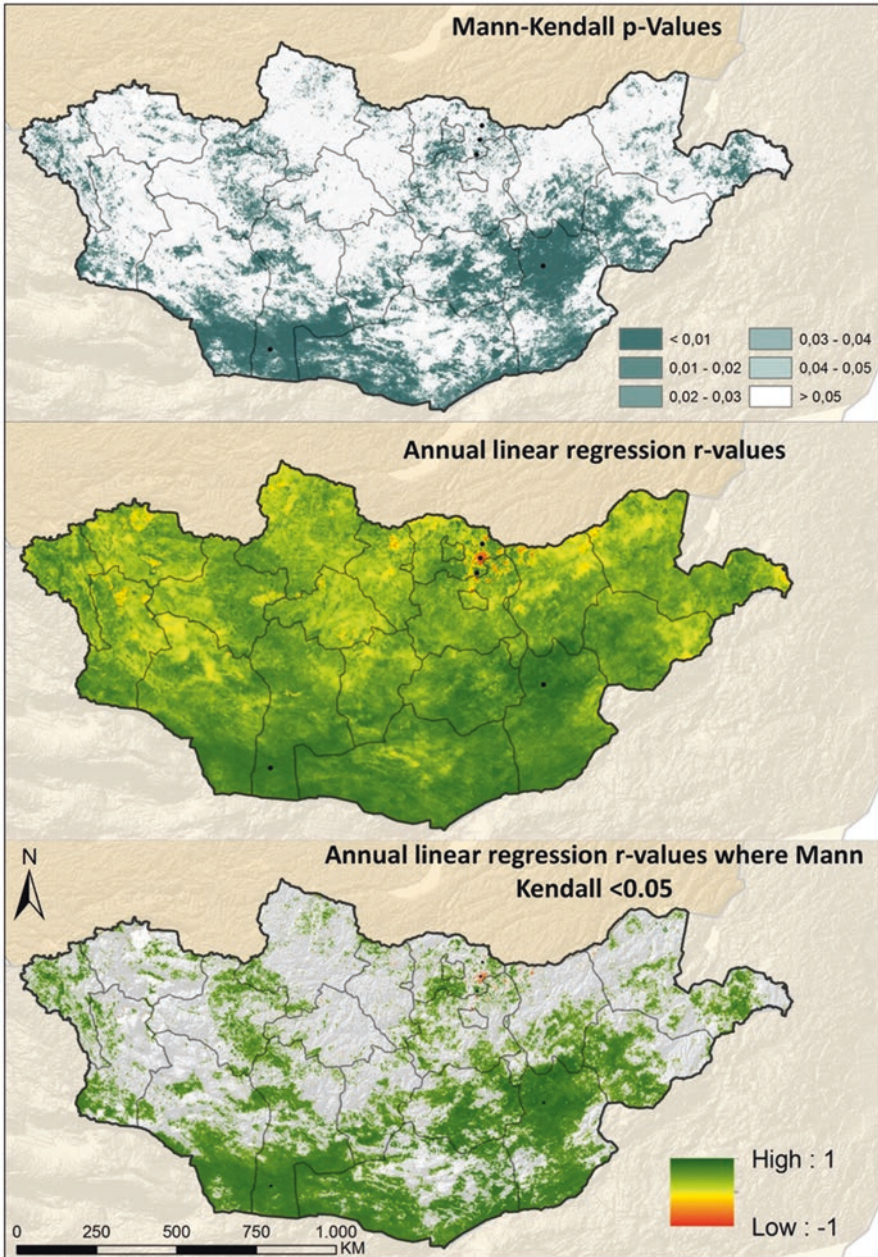 Mann-Kendall p-Values
< 0,01
0,03 - 0,04
0,01 - 0,02
0,04 - 0,05
0,02 - 0,03
> 0,05
Annual linear regression r-values
Annual linear regression r-values where Mann
Kendall <0.05
N
High : 1
Low : -1
0 250 500 750 1.000
KM